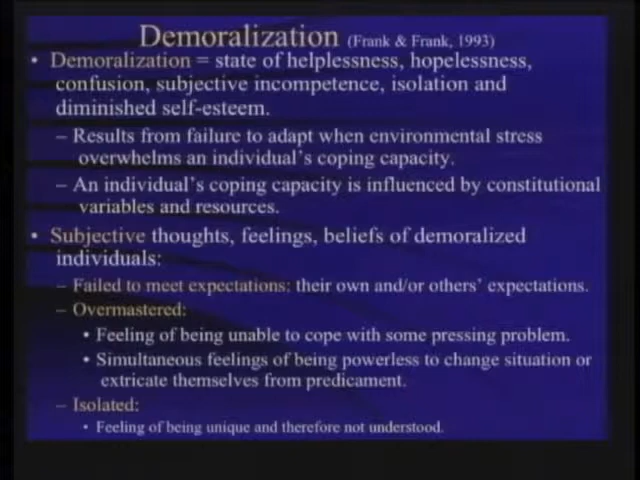 Demoralization (Frank & Frank, 1993)
• Demoralization = state of helplessness, hopelessness,
confusion, subjective incompetence, isolation and
diminished self-esteem.
– Results from failure to adapt when environmental stress
overwhelms an individual's coping capacity.
– An individual's coping capacity is influenced by constitutional
variables and resources.
• Subjective thoughts, feelings, beliefs of demoralized
individuals:
– Failed to meet expectations: their own and/or others' expectations.
– Overmastered:
• Feeling of being unable to cope with some pressing problem.
• Simultaneous feelings of being powerless to change situation or
extricate themselves from predicament.
– Isolated:
• Feeling of being unique and therefore not understood.